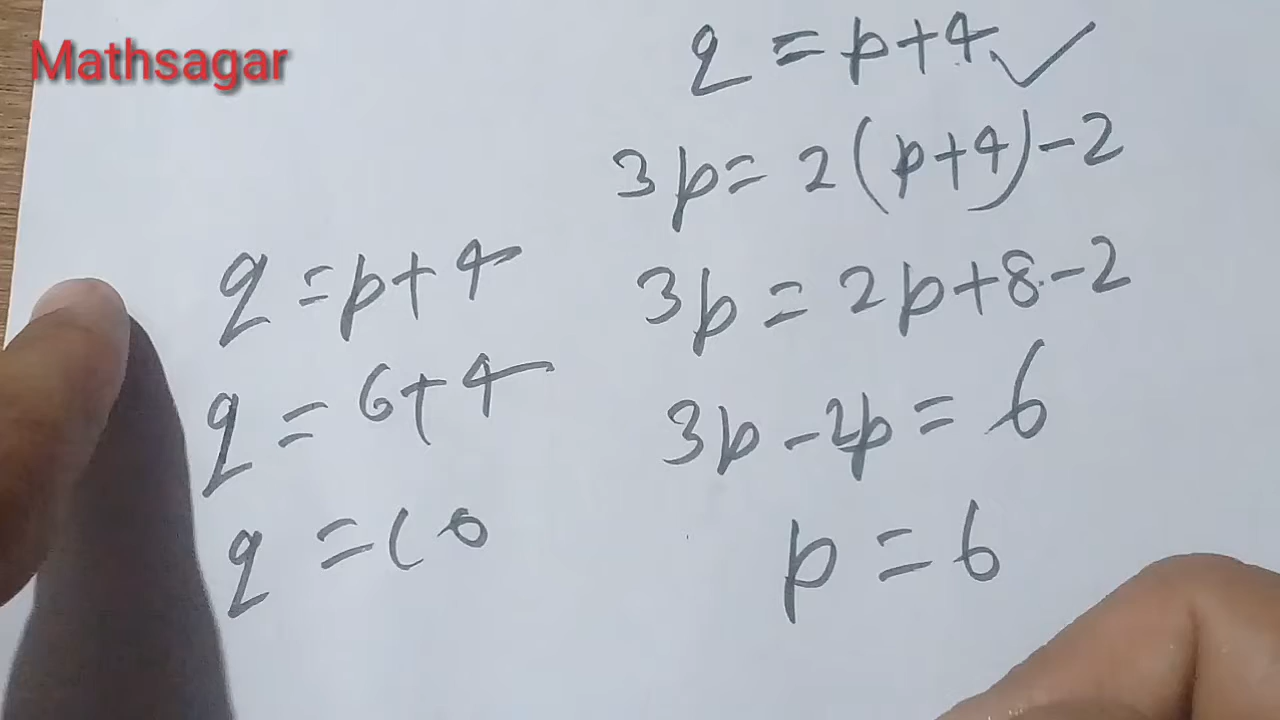 Mathsagar
q = p+4 ✓
3p = 2(p+4)-2
3p = 2p+8-2
3p - 2p = 6
p = 6
q = p+4
q = 6+4
q = 10